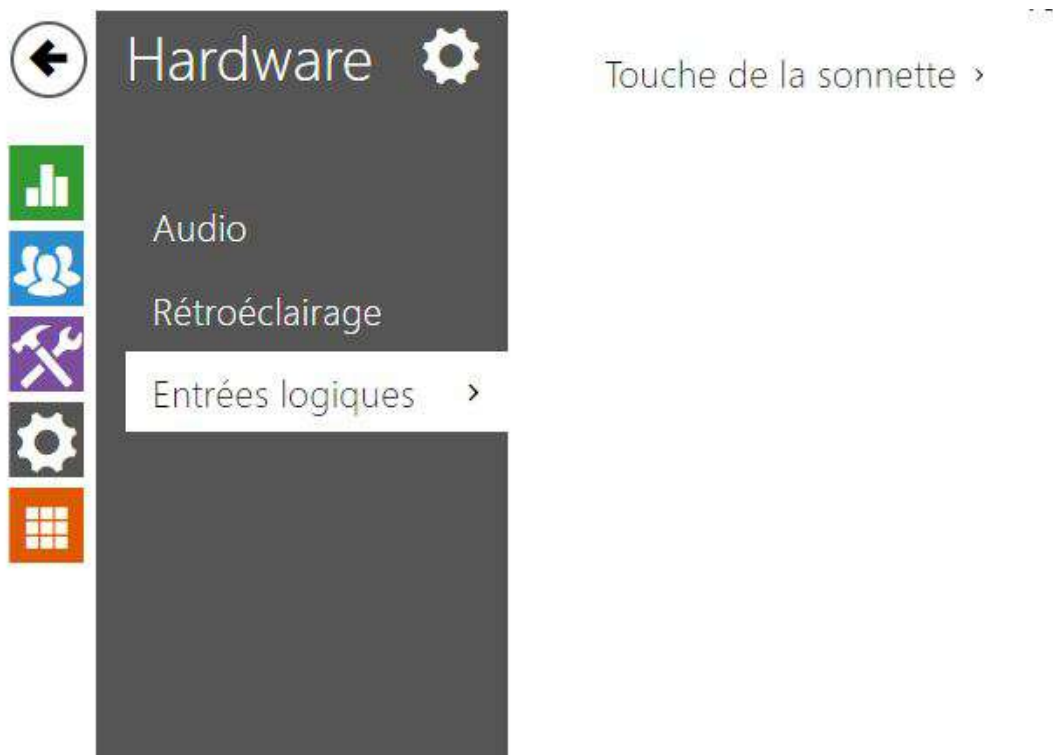 Hardware
Audio
Rétroéclairage
Entrées logiques >
Touche de la sonnette >